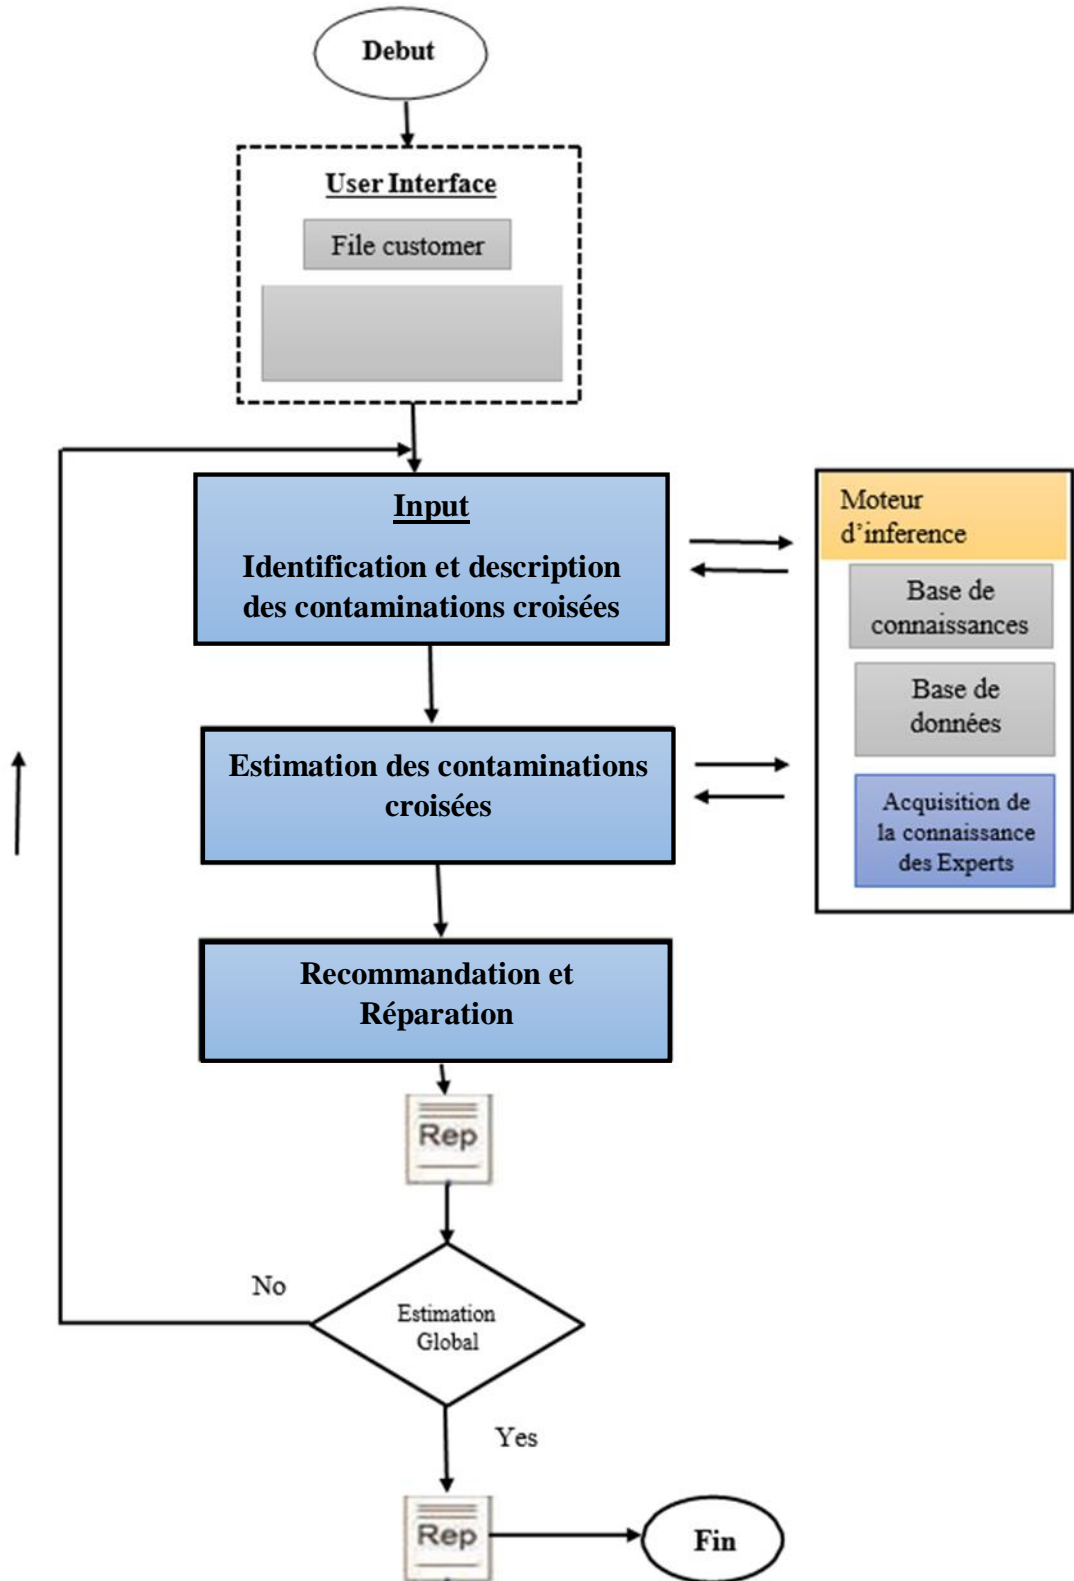 Debut
User Interface
File customer
Input
Identification et description
des contaminations croisées
Moteur
d'inference
Base de
connaissances
Base de
données
Acquisition de
la connaissance
des Experts
Estimation des contaminations
croisées
Recommandation et
Réparation
Rep
No
Estimation
Global
Yes
Rep
Fin